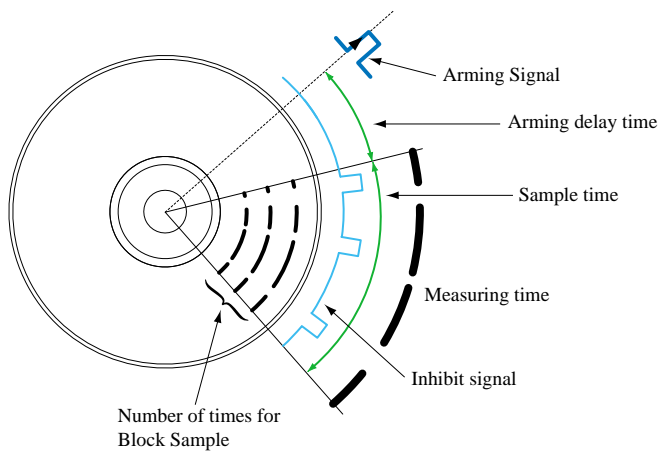 Arming Signal
Arming delay time
Sample time
Measuring time
Inhibit signal
Number of times for
Block Sample